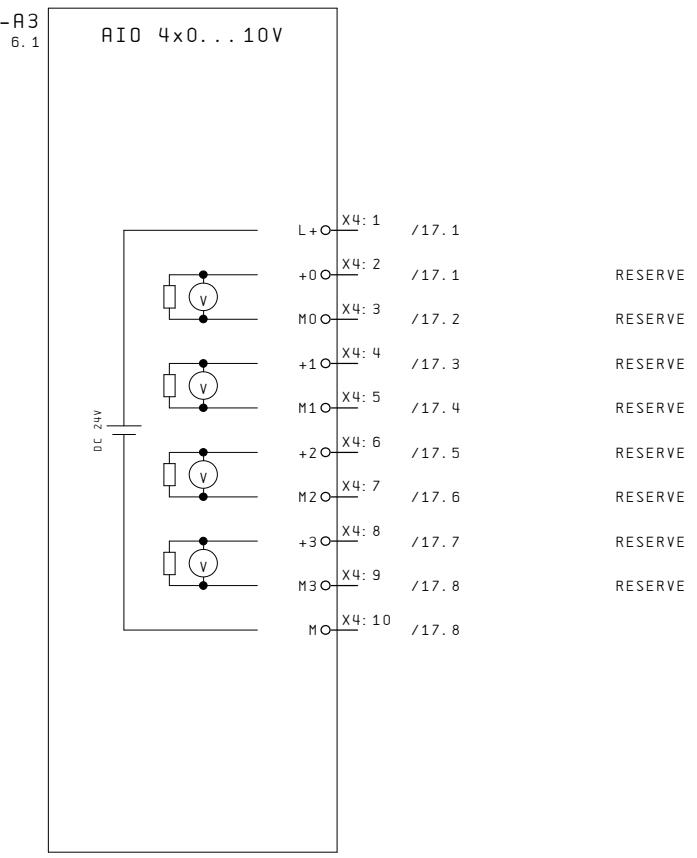 -A3
6.1
AIO 4x0...10V
L+ X4:1 /17.1
+0 X4:2 /17.1 RESERVE
V
M0 X4:3 /17.2 RESERVE
+1 X4:4 /17.3 RESERVE
V
M1 X4:5 /17.4 RESERVE
DC 24V
+2 X4:6 /17.5 RESERVE
V
M2 X4:7 /17.6 RESERVE
+3 X4:8 /17.7 RESERVE
V
M3 X4:9 /17.8 RESERVE
M X4:10 /17.8